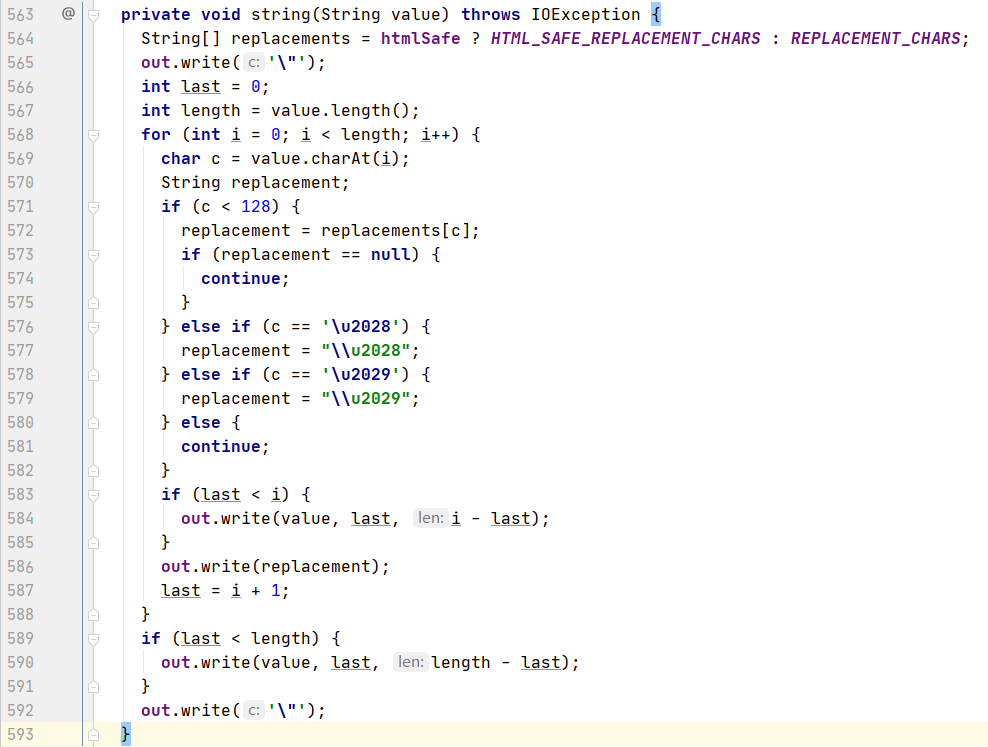 563 @ private void string(String value) throws IOException {
564 String[] replacements = htmlSafe ? HTML_SAFE_REPLACEMENT_CHARS : REPLACEMENT_CHARS;
565 out.write( c: '\"');
566 int last = 0;
567 int length = value.length();
568 for (int i = 0; i < length; i++) {
569 char c = value.charAt(i);
570 String replacement;
571 if (c < 128) {
572 replacement = replacements[c];
573 if (replacement == null) {
574 continue;
575 }
576 } else if (c == '\u2028') {
577 replacement = "\\u2028";
578 } else if (c == '\u2029') {
579 replacement = "\\u2029";
580 } else {
581 continue;
582 }
583 if (last < i) {
584 out.write(value, last, len: i - last);
585 }
586 out.write(replacement);
587 last = i + 1;
588 }
589 if (last < length) {
590 out.write(value, last, len: length - last);
591 }
592 out.write( c: '\"');
593 }